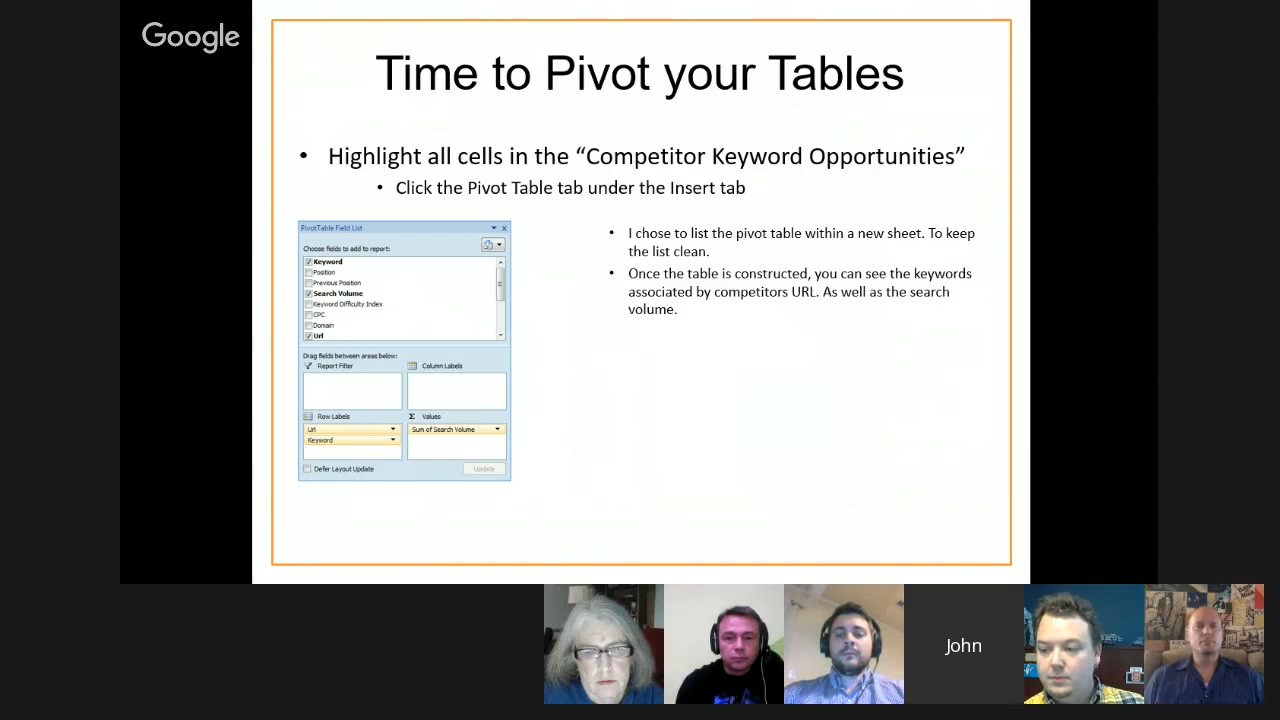 Google
Time to Pivot your Tables
• Highlight all cells in the “Competitor Keyword Opportunities”
• Click the Pivot Table tab under the Insert tab
PivotTable Field List
Choose fields to add to report:
Keyword
Position
Previous Position
Search Volume
Keyword Difficulty Index
CPC
Domain
Url
Drag fields between areas below:
Report Filter
Column Labels
Row Labels
Σ Values
Url
Sum of Search Volume
Keyword
Defer Layout Update
Update
• I chose to list the pivot table within a new sheet. To keep
the list clean.
• Once the table is constructed, you can see the keywords
associated by competitors URL. As well as the search
volume.
John